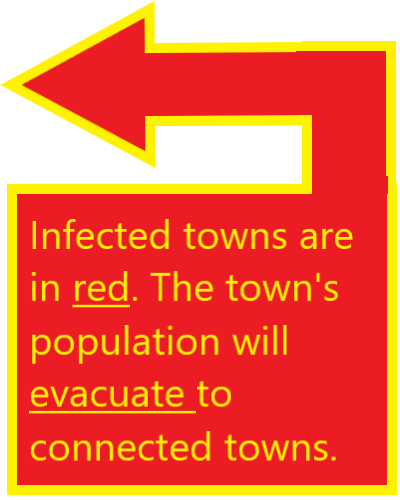 Infected towns are
in red. The town's
population will
evacuate to
connected towns.